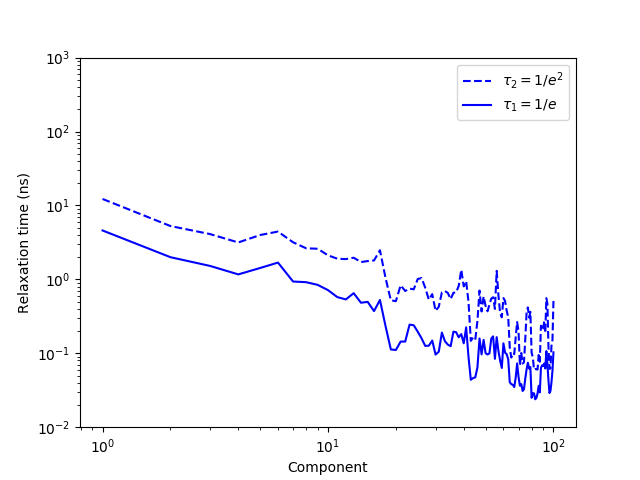 10³
10²
10¹
10⁰
10⁻¹
10⁻²
Relaxation time (ns)
τ₂ = 1/e²
τ₁ = 1/e
10⁰ 10¹ 10²
Component